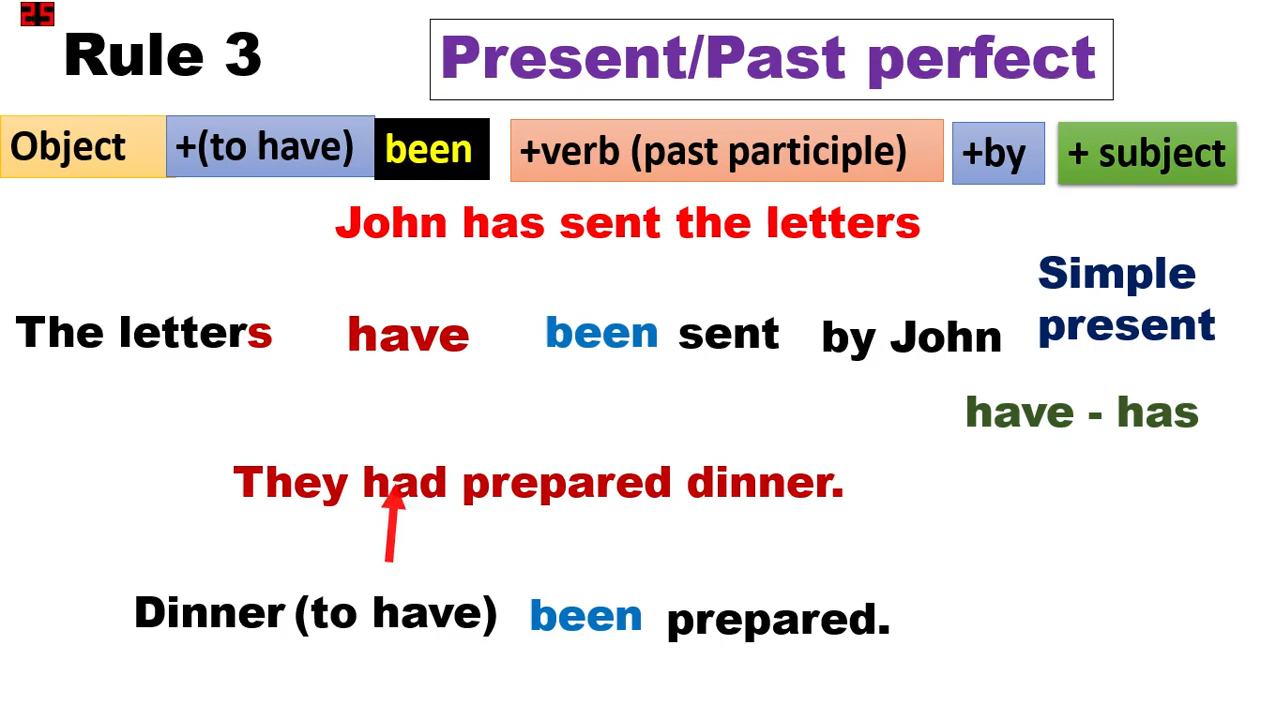 25
Rule 3
Present/Past perfect
Object +(to have) been +verb (past participle) +by + subject
John has sent the letters
Simple
present
The letters have been sent by John
have - has
They had prepared dinner.
Dinner (to have) been prepared.